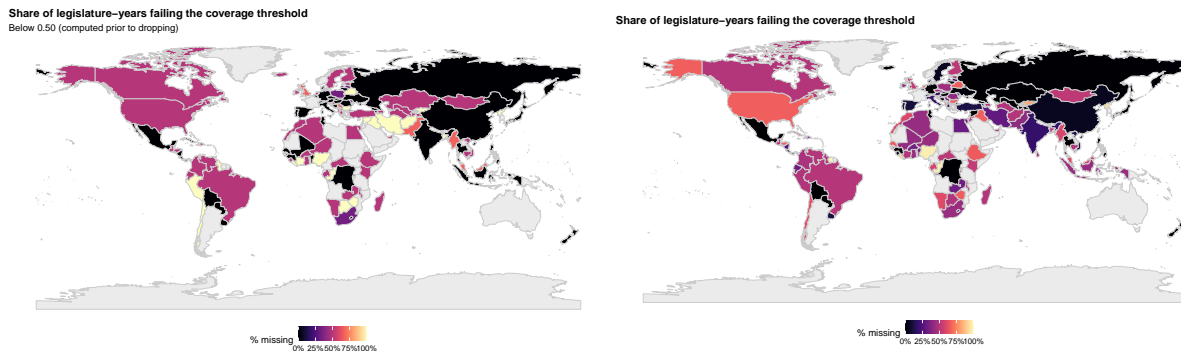 Share of legislature–years failing the coverage threshold
Below 0.50 (computed prior to dropping)
% missing
0% 25% 50% 75% 100%
Share of legislature–years failing the coverage threshold
% missing
0% 25% 50% 75% 100%